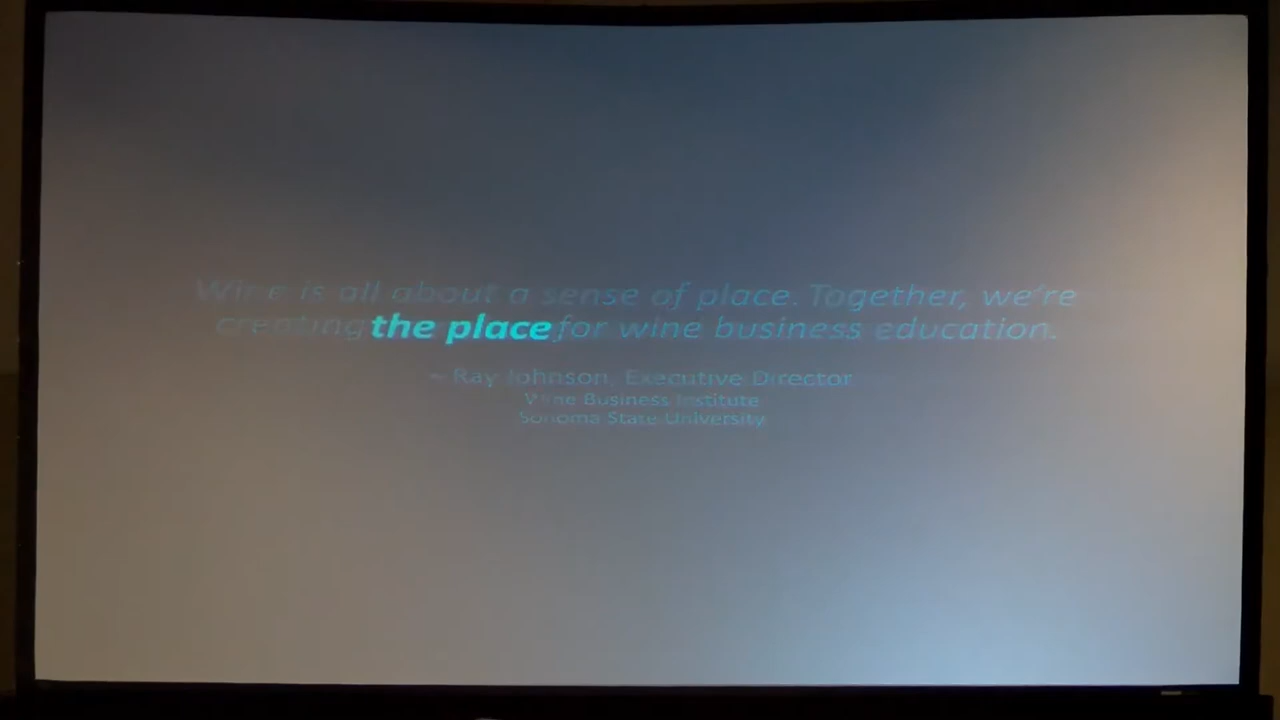 Wine is all about a sense of place. Together, we're
creating the place for wine business education.
~ Ray Johnson, Executive Director
Wine Business Institute
Sonoma State University